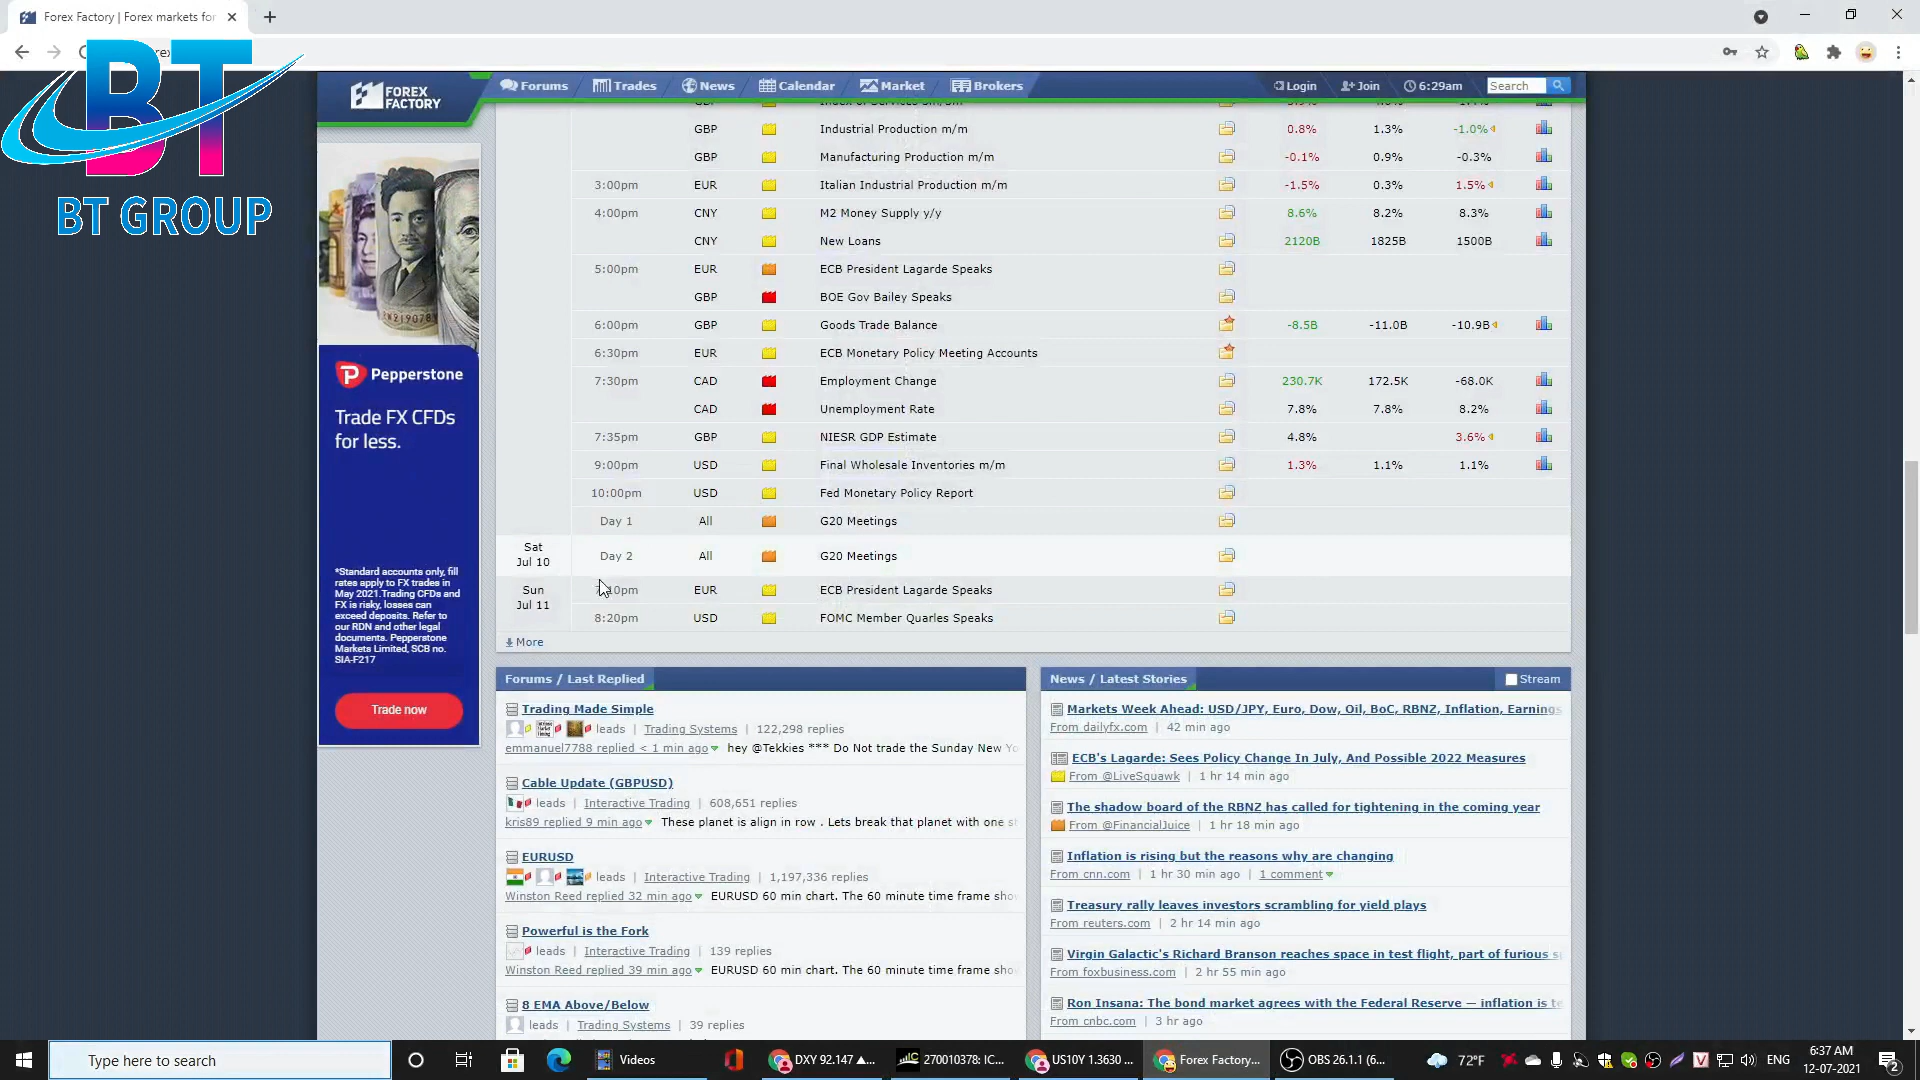 Forex Factory | Forex markets for
BT
BT GROUP
FOREX FACTORY
Forums
Trades
News
Calendar
Market
Brokers
Login
Join
6:29am
Search
GBP Industrial Production m/m 0.8% 1.3% -1.0%
GBP Manufacturing Production m/m -0.1% 0.9% -0.3%
3:00pm EUR Italian Industrial Production m/m -1.5% 0.3% 1.5%
4:00pm CNY M2 Money Supply y/y 8.6% 8.2% 8.3%
CNY New Loans 2120B 1825B 1500B
5:00pm EUR ECB President Lagarde Speaks
GBP BOE Gov Bailey Speaks
6:00pm GBP Goods Trade Balance -8.5B -11.0B -10.9B
6:30pm EUR ECB Monetary Policy Meeting Accounts
7:30pm CAD Employment Change 230.7K 172.5K -68.0K
CAD Unemployment Rate 7.8% 7.8% 8.2%
7:35pm GBP NIESR GDP Estimate 4.8% 3.6%
9:00pm USD Final Wholesale Inventories m/m 1.3% 1.1% 1.1%
10:00pm USD Fed Monetary Policy Report
Day 1 All G20 Meetings
Sat Jul 10 Day 2 All G20 Meetings
Sun Jul 11 EUR ECB President Lagarde Speaks
8:20pm USD FOMC Member Quarles Speaks
More
Pepperstone
Trade FX CFDs
for less.
*Standard accounts only, fill
rates apply to FX trades in
May 2021.Trading CFDs and
FX is risky, losses can
exceed deposits. Refer to
our RDN and other legal
documents. Pepperstone
Markets Limited, SCB no.
SIA-F217
Trade now
Forums / Last Replied
Trading Made Simple
leads | Trading Systems | 122,298 replies
emmanuel7788 replied < 1 min ago hey @Tekkies *** Do Not trade the Sunday New
Cable Update (GBPUSD)
leads | Interactive Trading | 608,651 replies
kris89 replied 9 min ago These planet is align in row . Lets break that planet with one
EURUSD
leads | Interactive Trading | 1,197,336 replies
Winston Reed replied 32 min ago EURUSD 60 min chart. The 60 minute time frame sho
Powerful is the Fork
leads | Interactive Trading | 139 replies
Winston Reed replied 39 min ago EURUSD 60 min chart. The 60 minute time frame sho
8 EMA Above/Below
leads | Trading Systems | 39 replies
News / Latest Stories
Stream
Markets Week Ahead: USD/JPY, Euro, Dow, Oil, BoC, RBNZ, Inflation, Earnings
From dailyfx.com | 42 min ago
ECB's Lagarde: Sees Policy Change In July, And Possible 2022 Measures
From @LiveSquawk | 1 hr 14 min ago
The shadow board of the RBNZ has called for tightening in the coming year
From @FinancialJuice | 1 hr 18 min ago
Inflation is rising but the reasons why are changing
From cnn.com | 1 hr 30 min ago | 1 comment
Treasury rally leaves investors scrambling for yield plays
From reuters.com | 2 hr 14 min ago
Virgin Galactic's Richard Branson reaches space in test flight, part of furious
From foxbusiness.com | 2 hr 55 min ago
Ron Insana: The bond market agrees with the Federal Reserve — inflation is
From cnbc.com | 3 hr ago
Type here to search
Videos
DXY 92.147 ▲...
270010378: IC...
US10Y 1.3630 ...
Forex Factory...
OBS 26.1.1 (6...
72°F
ENG
6:37 AM
12-07-2021
2